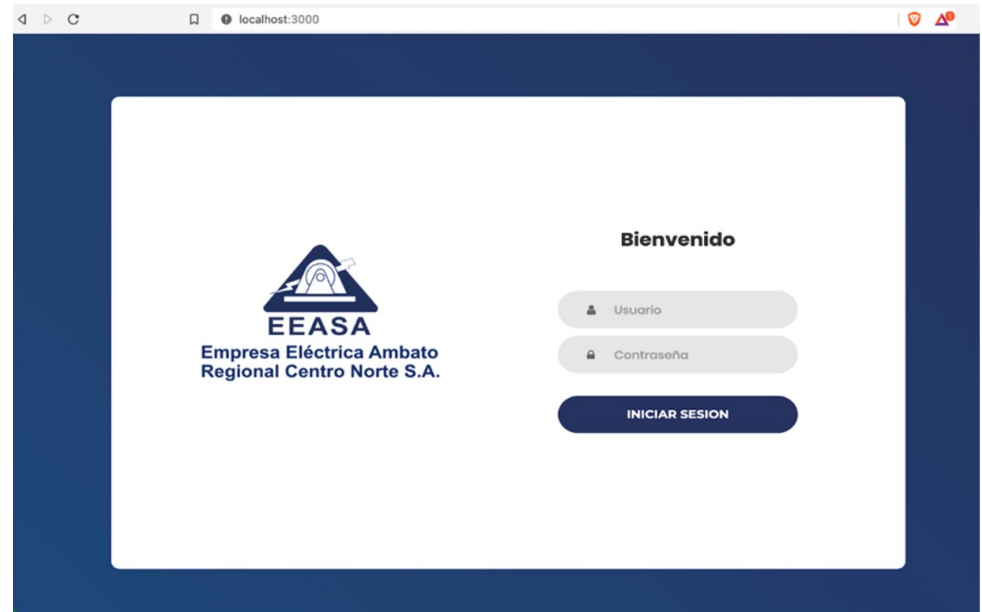 localhost:3000
Bienvenido
Usuario
Contraseña
INICIAR SESION
EEASA
Empresa Eléctrica Ambato
Regional Centro Norte S.A.